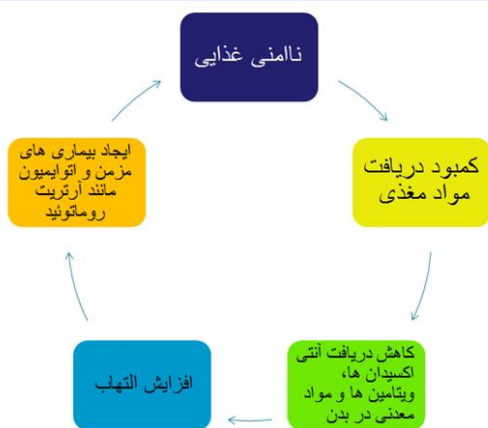 ناامنی غذایی
کمبود دریافت
مواد مغذی
کاهش دریافت آنتی
اکسیدان ها،
ویتامین ها و مواد
معدنی در بدن
افزایش التهاب
ایجاد بیماری های
مزمن و اتوایمیون
مانند آرتریت
روماتوئید